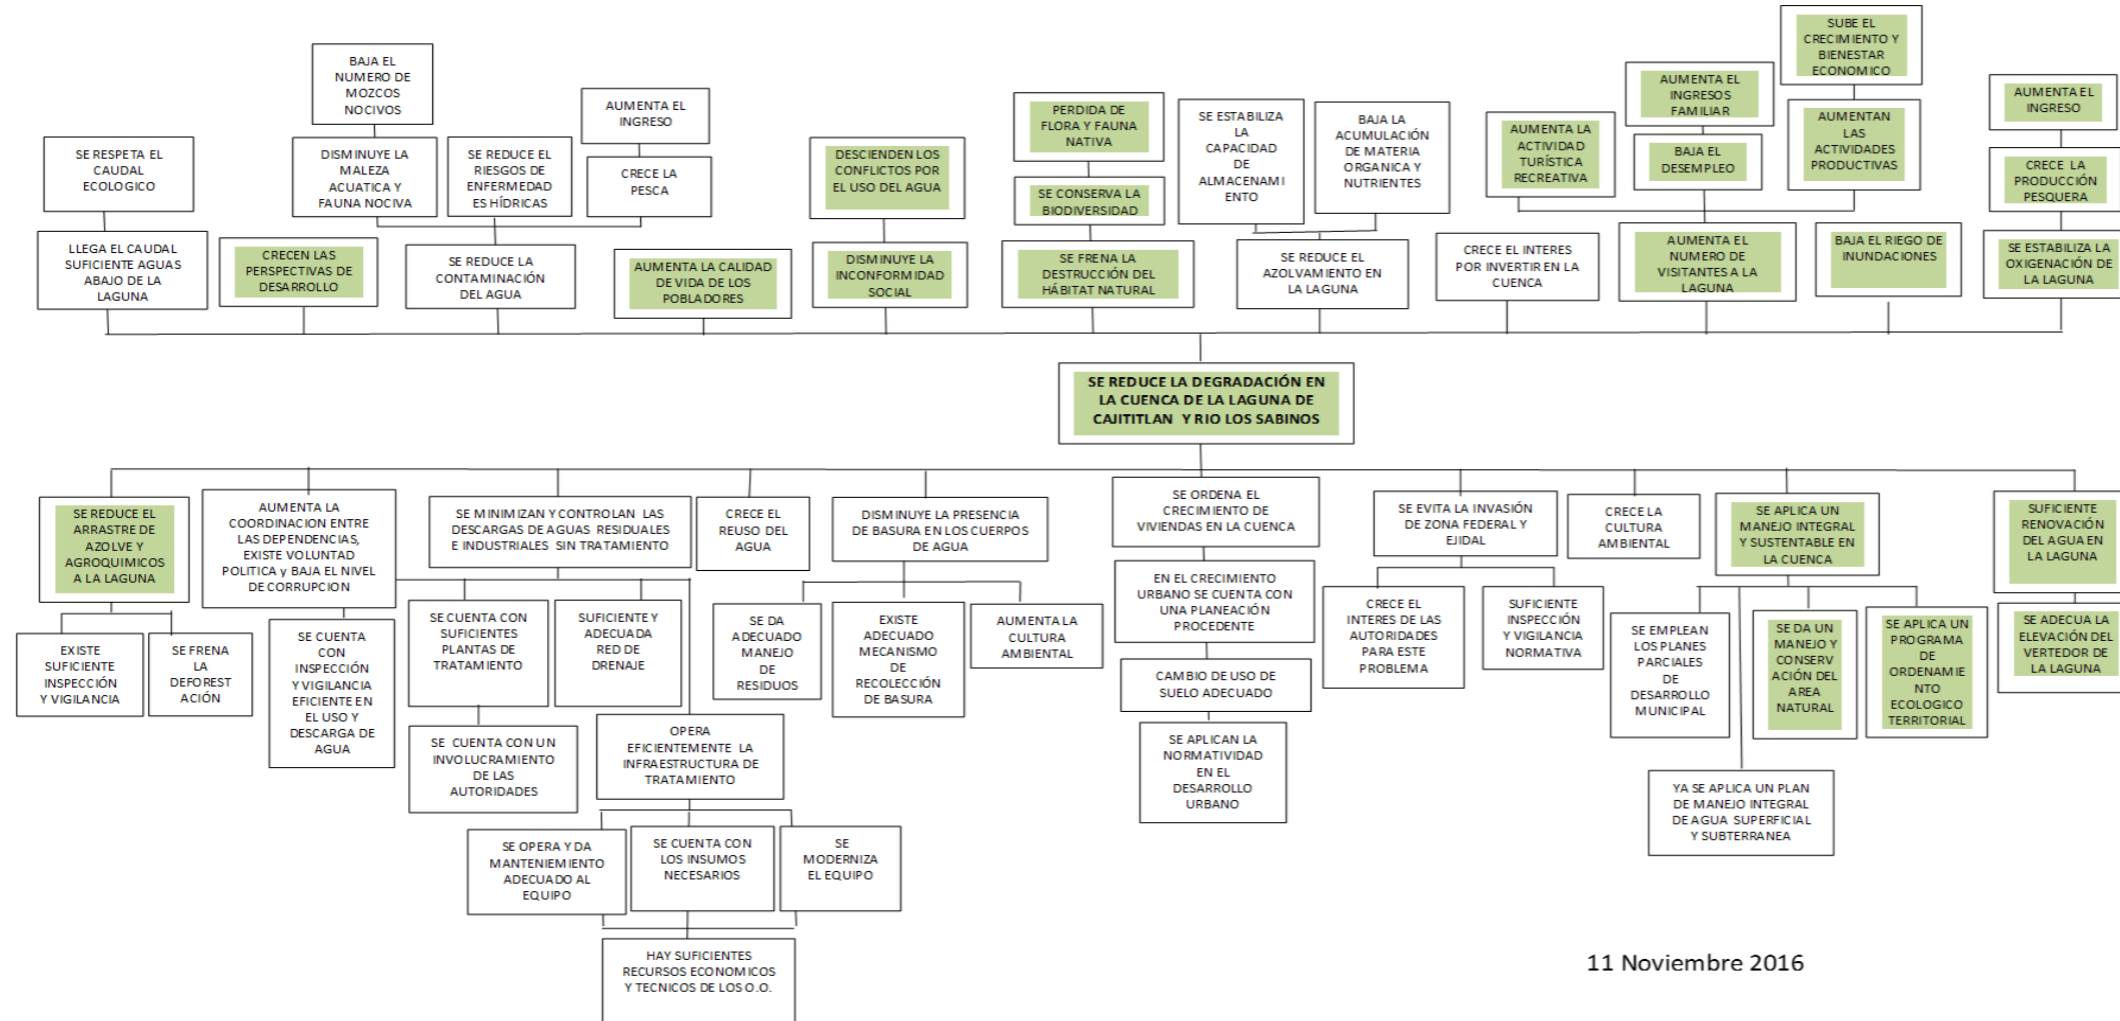 SUBE EL
CRECIMIENTO Y
BIENESTAR
ECONOMICO
BAJA EL
NUMERO DE
MOZCOS
NOCIVOS
AUMENTA EL
INGRESO
PERDIDA DE
FLORA Y FAUNA
NATIVA
SE ESTABILIZA
LA
CAPACIDAD
DE
ALMACENAMI
ENTO
BAJA LA
ACUMULACIÓN
DE MATERIA
ORGANICA Y
NUTRIENTES
AUMENTA LA
ACTIVIDAD
TURÍSTICA
RECREATIVA
AUMENTA EL
INGRESOS
FAMILIAR
BAJA EL
DESEMPLEO
AUMENTAN
LAS
ACTIVIDADES
PRODUCTIVAS
AUMENTA EL
INGRESO
SE RESPETA EL
CAUDAL
ECOLOGICO
DISMINUYE LA
MALEZA
ACUATICA Y
FAUNA NOCIVA
SE REDUCE EL
RIESGOS DE
ENFERMEDAD
ES HÍDRICAS
CRECE LA
PESCA
DESCIENDEN LOS
CONFLICTOS POR
EL USO DEL AGUA
SE CONSERVA LA
BIODIVERSIDAD
CRECE LA
PRODUCCIÓN
PESQUERA
LLEGA EL CAUDAL
SUFICIENTE AGUAS
ABAJO DE LA
LAGUNA
CRECEN LAS
PERSPECTIVAS DE
DESARROLLO
SE REDUCE LA
CONTAMINACIÓN
DEL AGUA
AUMENTA LA CALIDAD
DE VIDA DE LOS
POBLADORES
DISMINUYE LA
INCONFORMIDAD
SOCIAL
SE FRENA LA
DESTRUCCIÓN DEL
HÁBITAT NATURAL
SE REDUCE EL
AZOLVAMIENTO EN
LA LAGUNA
CRECE EL INTERES
POR INVERTIR EN LA
CUENCA
AUMENTA EL
NUMERO DE
VISITANTES A LA
LAGUNA
BAJA EL RIEGO DE
INUNDACIONES
SE ESTABILIZA LA
OXIGENACIÓN DE
LA LAGUNA
SE REDUCE LA DEGRADACIÓN EN
LA CUENCA DE LA LAGUNA DE
CAJITITLAN Y RIO LOS SABINOS
SE REDUCE EL
ARRASTRE DE
AZOLVE Y
AGROQUIMICOS
A LA LAGUNA
AUMENTA LA
COORDINACION ENTRE
LAS DEPENDENCIAS,
EXISTE VOLUNTAD
POLITICA y BAJA EL NIVEL
DE CORRUPCION
SE MINIMIZAN Y CONTROLAN LAS
DESCARGAS DE AGUAS RESIDUALES
E INDUSTRIALES SIN TRATAMIENTO
CRECE EL
REUSO DEL
AGUA
DISMINUYE LA PRESENCIA
DE BASURA EN LOS CUERPOS
DE AGUA
SE ORDENA EL
CRECIMIENTO DE
VIVIENDAS EN LA CUENCA
SE EVITA LA INVASIÓN
DE ZONA FEDERAL Y
EJIDAL
CRECE LA
CULTURA
AMBIENTAL
SE APLICA UN
MANEJO INTEGRAL
Y SUSTENTABLE EN
LA CUENCA
SUFICIENTE
RENOVACIÓN
DEL AGUA EN
LA LAGUNA
EXISTE
SUFICIENTE
INSPECCIÓN
Y VIGILANCIA
SE FRENA
LA
DEFOREST
ACIÓN
SE CUENTA
CON
INSPECCIÓN
Y VIGILANCIA
EFICIENTE EN
EL USO Y
DESCARGA DE
AGUA
SE CUENTA CON
SUFICIENTES
PLANTAS DE
TRATAMIENTO
SUFICIENTE Y
ADECUADA
RED DE
DRENAJE
SE DA
ADECUADO
MANEJO
DE
RESIDUOS
EXISTE
ADECUADO
MECANISMO
DE
RECOLECCIÓN
DE BASURA
AUMENTA LA
CULTURA
AMBIENTAL
EN EL CRECIMIENTO
URBANO SE CUENTA CON
UNA PLANEACIÓN
PROCEDENTE
CRECE EL
INTERES DE LAS
AUTORIDADES
PARA ESTE
PROBLEMA
SUFICIENTE
INSPECCIÓN
Y VIGILANCIA
NORMATIVA
SE EMPLEAN
LOS PLANES
PARCIALES
DE
DESARROLLO
MUNICIPAL
SE DA UN
MANEJO Y
CONSERV
ACIÓN DEL
AREA
NATURAL
SE APLICA UN
PROGRAMA
DE
ORDENAMIE
NTO
ECOLOGICO
TERRITORIAL
SE ADECUA LA
ELEVACIÓN DEL
VERTEDOR DE
LA LAGUNA
CAMBIO DE USO DE
SUELO ADECUADO
SE CUENTA CON UN
INVOLUCRAMIENTO
DE LAS
AUTORIDADES
OPERA
EFICIENTEMENTE LA
INFRAESTRUCTURA DE
TRATAMIENTO
SE APLICAN LA
NORMATIVIDAD
EN EL
DESARROLLO
URBANO
YA SE APLICA UN PLAN
DE MANEJO INTEGRAL
DE AGUA SUPERFICIAL
Y SUBTERRANEA
SE OPERA Y DA
MANTENIEMIENTO
ADECUADO AL
EQUIPO
SE CUENTA CON
LOS INSUMOS
NECESARIOS
SE
MODERNIZA
EL EQUIPO
HAY SUFICIENTES
RECURSOS ECONOMICOS
Y TECNICOS DE LOS O.O.
11 Noviembre 2016